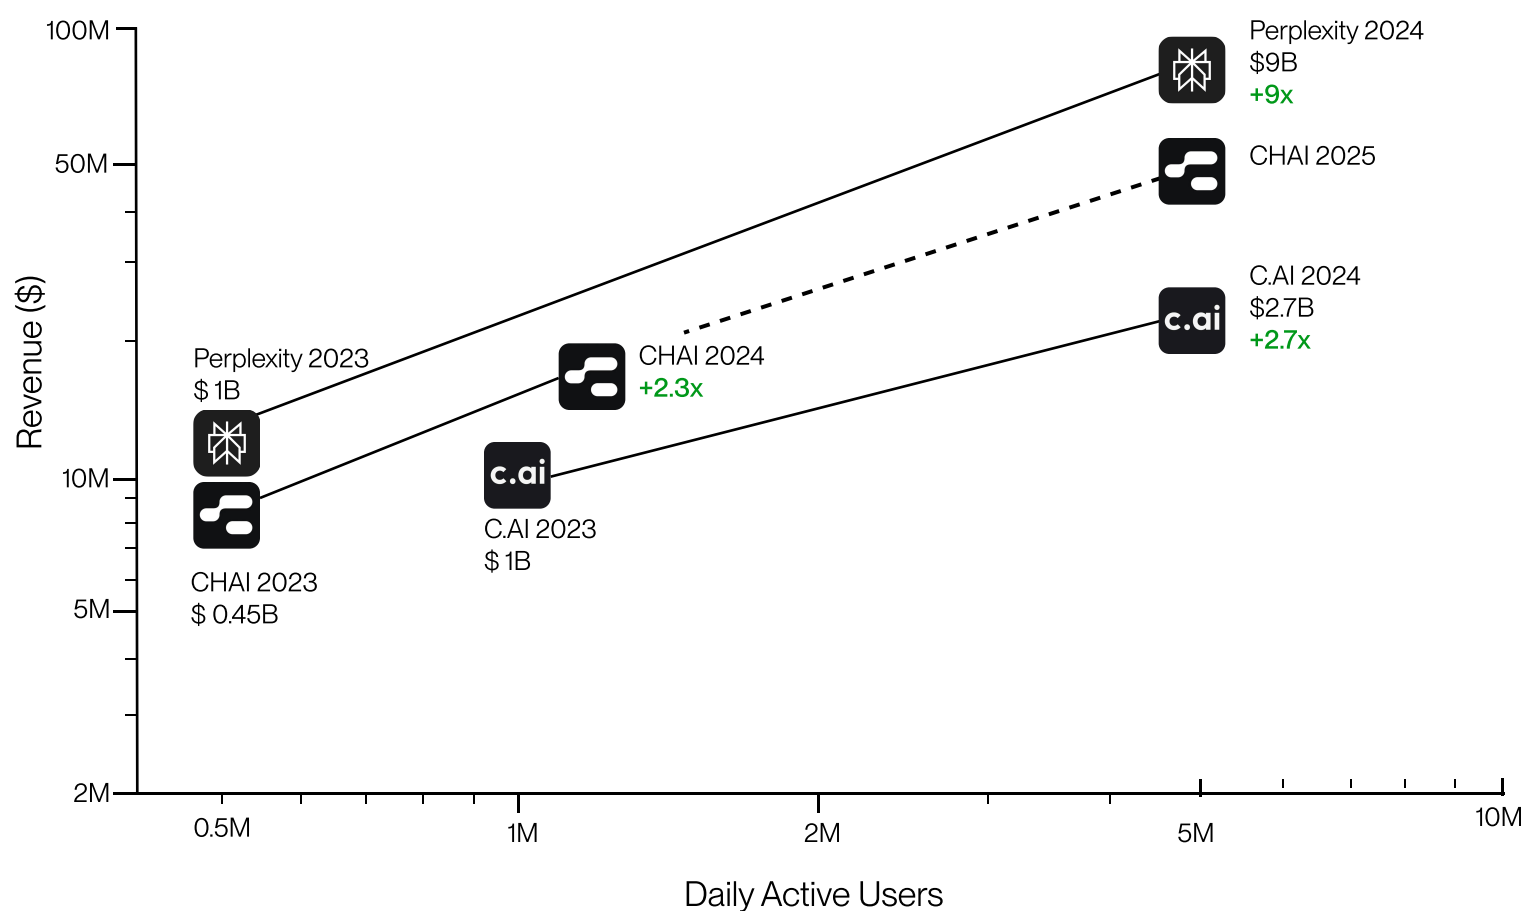 100M
50M
10M
5M
2M
Revenue ($)
Perplexity 2024
$9B
+9x
CHAI 2025
C.AI 2024
$2.7B
+2.7x
c.ai
Perplexity 2023
$ 1B
CHAI 2024
+2.3x
c.ai
C.AI 2023
$ 1B
CHAI 2023
$ 0.45B
0.5M
1M
2M
5M
10M
Daily Active Users